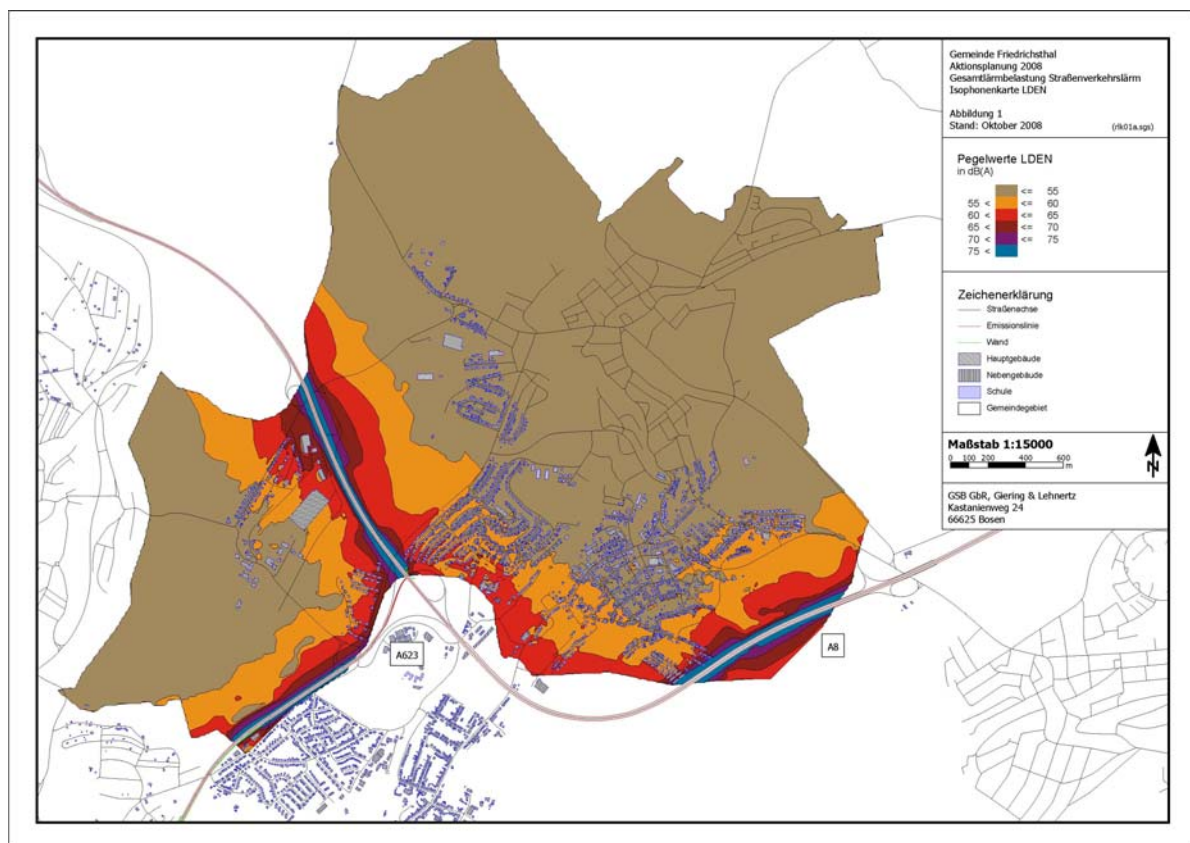 Gemeinde Friedrichsthal
Aktionsplanung 2008
Gesamtlärmbelastung Straßenverkehrslärm
Isophonenkarte LDEN
Abbildung 1
Stand: Oktober 2008 (rlk01a.sgs)
Pegelwerte LDEN
in dB(A)
<= 55
55 < <= 60
60 < <= 65
65 < <= 70
70 < <= 75
75 <
Zeichenerklärung
Straßenachse
Emissionslinie
Wand
Hauptgebäude
Nebengebäude
Schule
Gemeindegebiet
Maßstab 1:15000
0 100 200 400 600
m
N
GSB GbR, Giering & Lehnertz
Kastanienweg 24
66625 Bosen
A623
A8